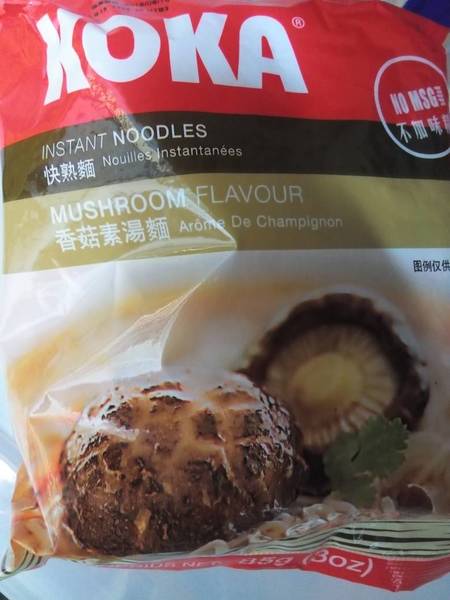 KOKA®
NO MSG
不加味
INSTANT NOODLES
快熟麵 Nouilles Instantanées
MUSHROOM FLAVOUR
香菇素湯麵 Arôme De Champignon
图例仅供
85g (3oz)